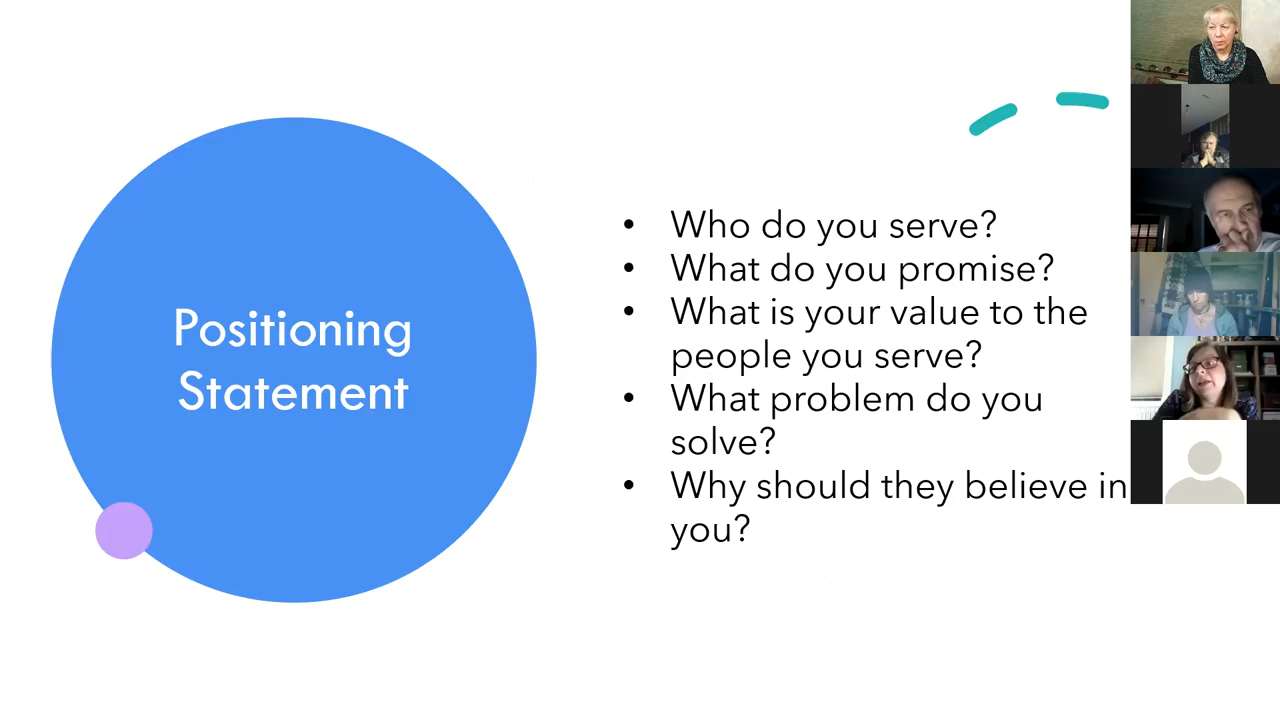 Positioning
Statement
• Who do you serve?
• What do you promise?
• What is your value to the
people you serve?
• What problem do you
solve?
• Why should they believe in
you?